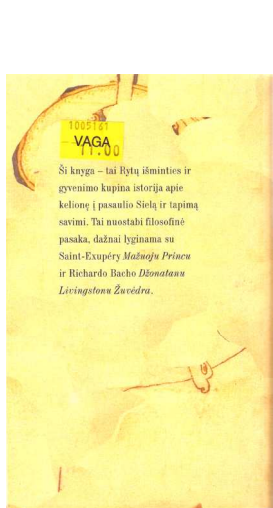 1005161
VAGA
11.00
Ši knyga – tai Rytų išminties ir
gyvenimo kupina istorija apie
kelionę į pasaulio Sielą ir tapimą
savimi. Tai nuostabi filosofinė
pasaka, dažnai lyginama su
Saint-Exupéry Mažuoju Princu
ir Richardo Bacho Džonatanu
Livingstonu Žuvėdra.